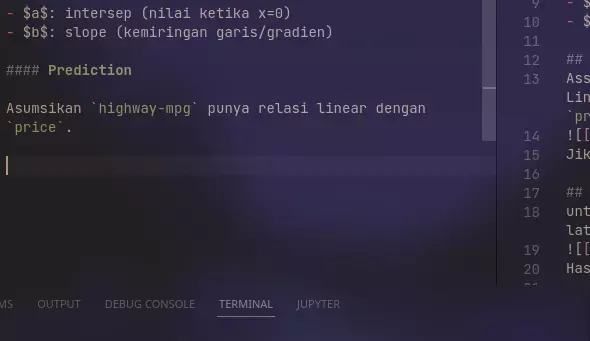 - $a$: intersep (nilai ketika x=0)
- $b$: slope (kemiringan garis/gradien)
#### Prediction
Asumsikan `highway-mpg` punya relasi linear dengan
`price`.
9 - $
10 - $
11
12 ##
13 Ass
Lin
`pr
14 ![[
15 Jik
16
17 ##
18 unt
lat
19 ![[
20 Has
MS OUTPUT DEBUG CONSOLE TERMINAL JUPYTER